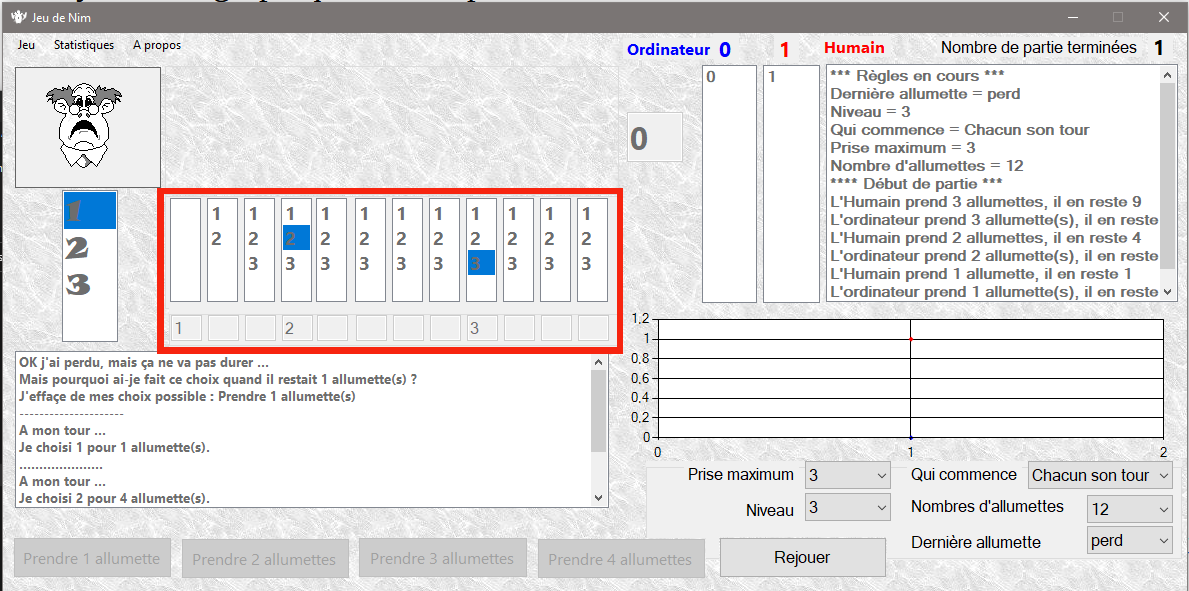 Jeu de Nim
Jeu Statistiques A propos
Ordinateur 0 1 Humain Nombre de partie terminées 1
0
1
0
*** Règles en cours ***
Dernière allumette = perd
Niveau = 3
Qui commence = Chacun son tour
Prise maximum = 3
Nombre d'allumettes = 12
**** Début de partie ***
L'Humain prend 3 allumettes, il en reste 9
L'ordinateur prend 3 allumette(s), il en reste
L'Humain prend 2 allumettes, il en reste 4
L'ordinateur prend 2 allumette(s), il en reste
L'Humain prend 1 allumette, il en reste 1
L'ordinateur prend 1 allumette(s), il en reste
1
2
3
1 1 1 1 1 1 1 1 1 1 1
2 2 2 2 2 2 2 2 2 2 2
3 3 3 3 3 3 3 3 3 3
1 2 3
OK j'ai perdu, mais ça ne va pas durer ...
Mais pourquoi ai-je fait ce choix quand il restait 1 allumette(s) ?
J'effaçe de mes choix possible : Prendre 1 allumette(s)
---------------------
A mon tour ...
Je choisi 1 pour 1 allumette(s).
.....................
A mon tour ...
Je choisi 2 pour 4 allumette(s).
1,2
1
0,8
0,6
0,4
0,2
0
0 1 2
Prise maximum 3 Qui commence Chacun son tour
Niveau 3 Nombres d'allumettes 12
Dernière allumette perd
Prendre 1 allumette Prendre 2 allumettes Prendre 3 allumettes Prendre 4 allumettes Rejouer